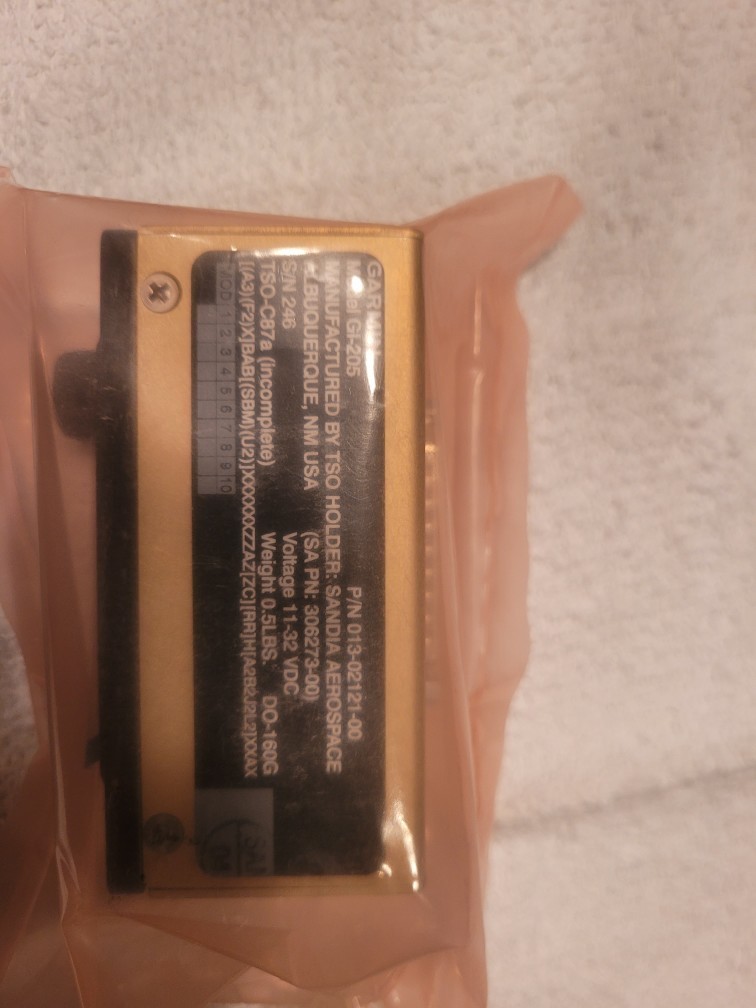 GARMIN
Model GI-205 P/N 013-02121-00
MANUFACTURED BY TSO HOLDER: SANDIA AEROSPACE
ALBUQUERQUE, NM USA (SA PN: 306273-00)
S/N 246 Voltage 11-32 VDC
TSO-C87a (incomplete) Weight 0.5LBS. DO-160G
MOD 1 2 3 4 5 6 7 8 9 10